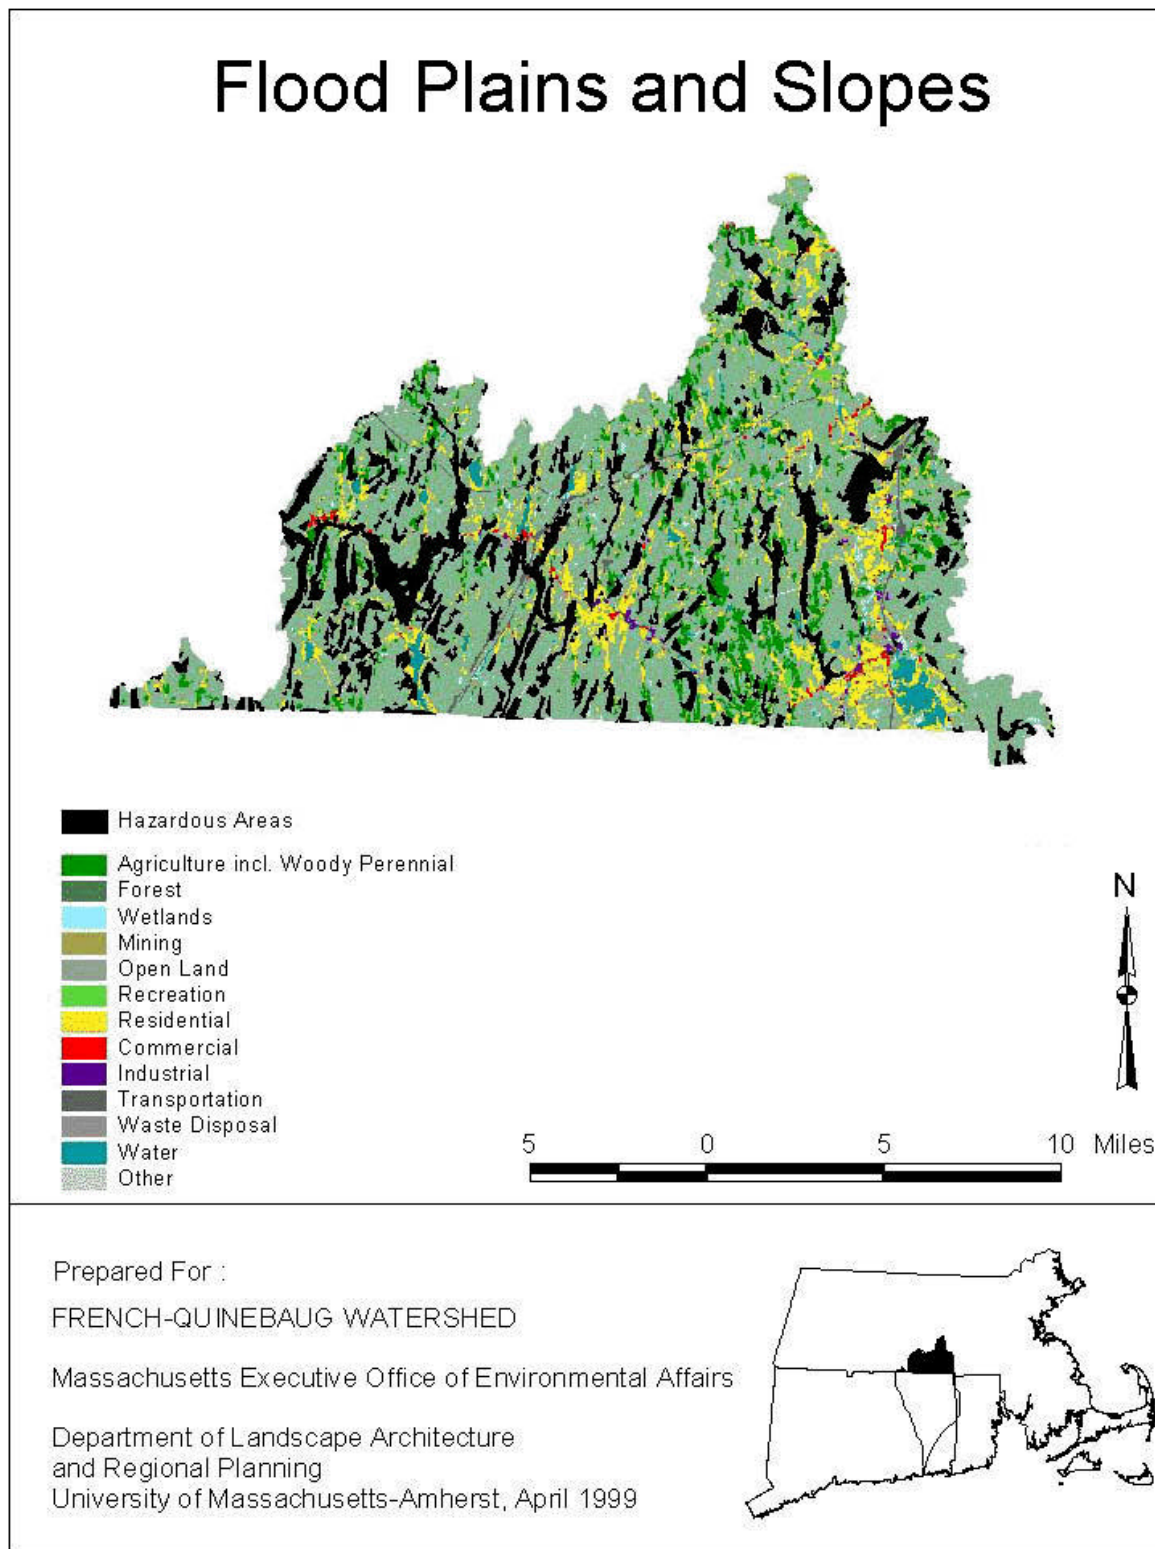 Flood Plains and Slopes
Hazardous Areas
Agriculture incl. Woody Perennial
Forest
Wetlands
Mining
Open Land
Recreation
Residential
Commercial
Industrial
Transportation
Waste Disposal
Water
Other
N
5 0 5 10 Miles
Prepared For :
FRENCH-QUINEBAUG WATERSHED
Massachusetts Executive Office of Environmental Affairs
Department of Landscape Architecture
and Regional Planning
University of Massachusetts-Amherst, April 1999